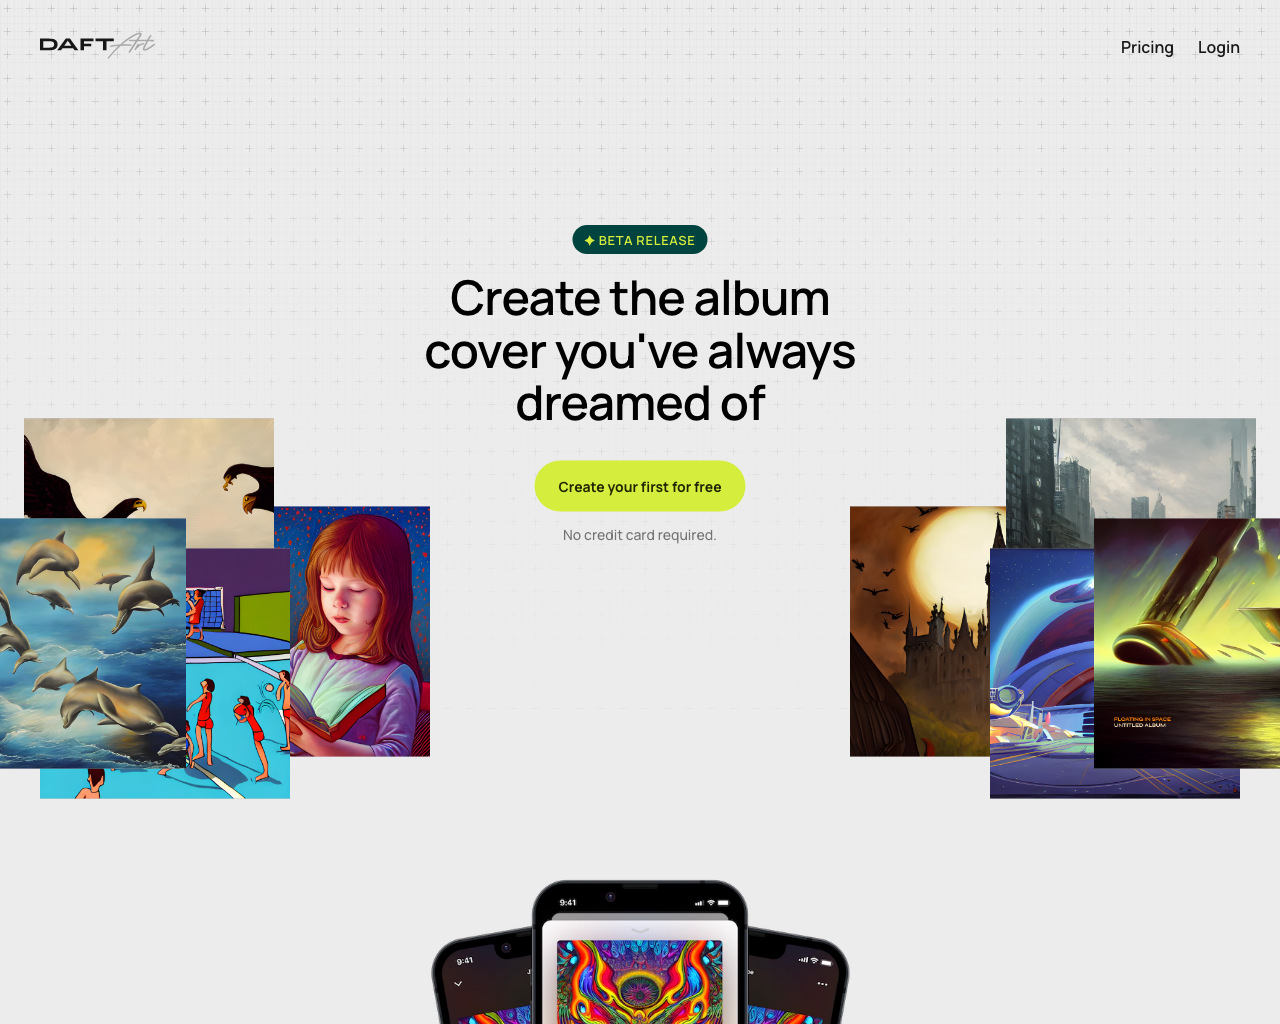 DAFT Art
Pricing
Login
BETA RELEASE
Create the album
cover you've always
dreamed of
Create your first for free
No credit card required.
FLOATING IN SPACE
UNTITLED ALBUM
9:41
9:41